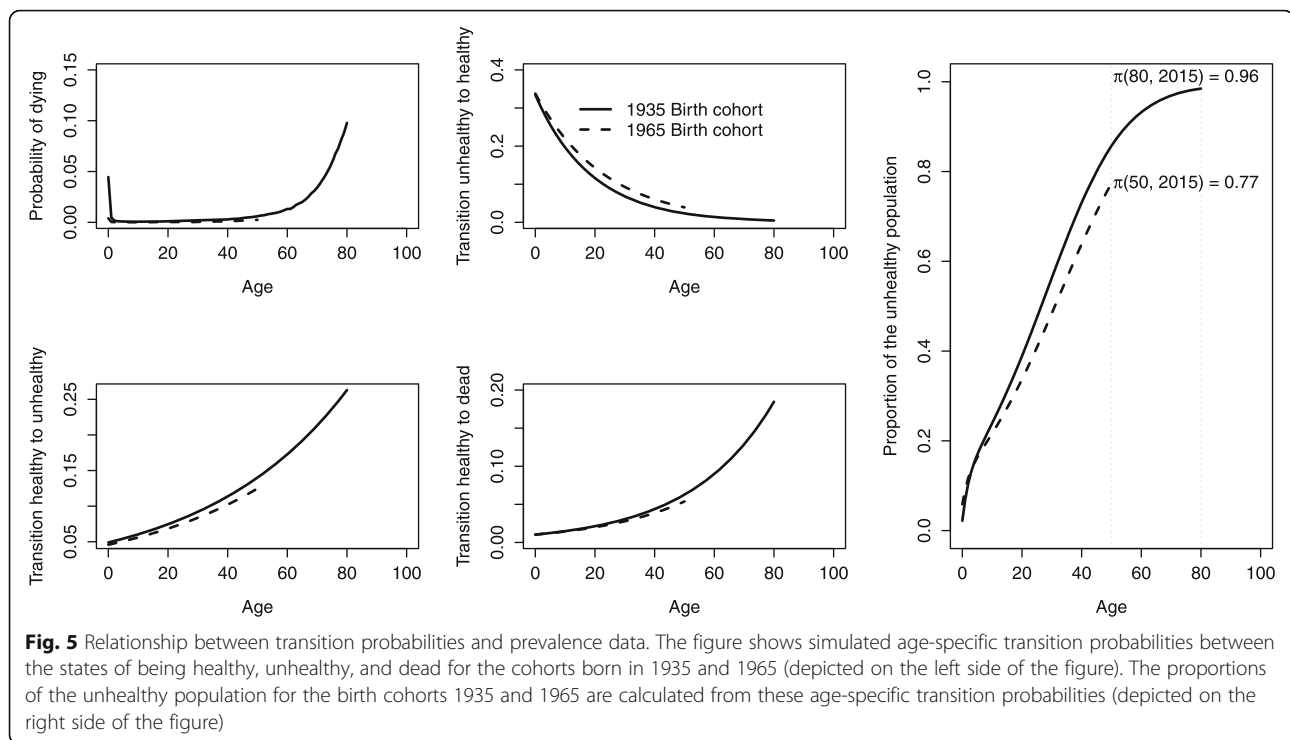 Probability of dying
0.00 0.05 0.10 0.15
0 20 40 60 80 100
Age
Transition unhealthy to healthy
0.0 0.2 0.4
0 20 40 60 80 100
Age
1935 Birth cohort
1965 Birth cohort
Transition healthy to unhealthy
0.05 0.15 0.25
0 20 40 60 80 100
Age
Transition healthy to dead
0.00 0.10 0.20
0 20 40 60 80 100
Age
Proportion of the unhealthy population
0.0 0.2 0.4 0.6 0.8 1.0
0 20 40 60 80 100
Age
π(80, 2015) = 0.96
π(50, 2015) = 0.77
Fig. 5 Relationship between transition probabilities and prevalence data. The figure shows simulated age-specific transition probabilities between
the states of being healthy, unhealthy, and dead for the cohorts born in 1935 and 1965 (depicted on the left side of the figure). The proportions
of the unhealthy population for the birth cohorts 1935 and 1965 are calculated from these age-specific transition probabilities (depicted on the
right side of the figure)